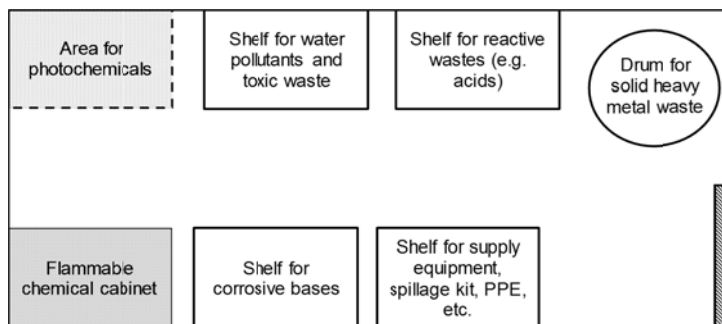 Area for
photochemicals
Shelf for water
pollutants and
toxic waste
Shelf for reactive
wastes (e.g.
acids)
Drum for
solid heavy
metal waste
Flammable
chemical cabinet
Shelf for
corrosive bases
Shelf for supply
equipment,
spillage kit, PPE,
etc.